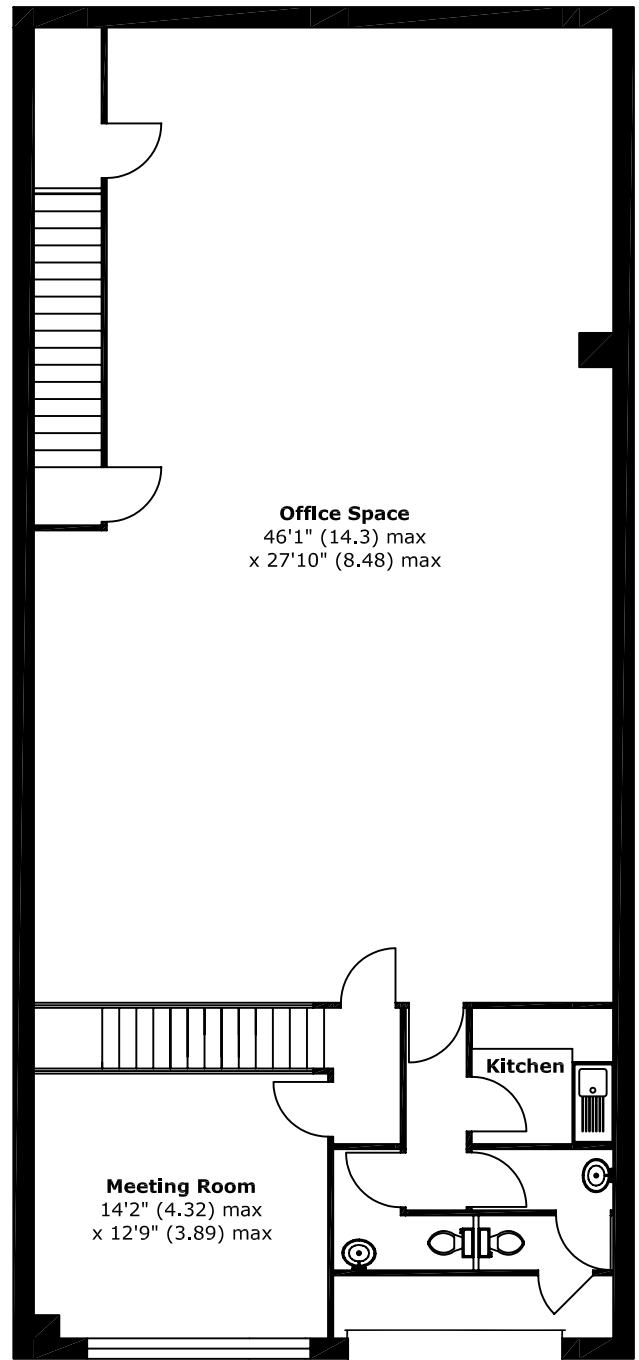 Office Space
46'1" (14.3) max
x 27'10" (8.48) max
Kitchen
Meeting Room
14'2" (4.32) max
x 12'9" (3.89) max